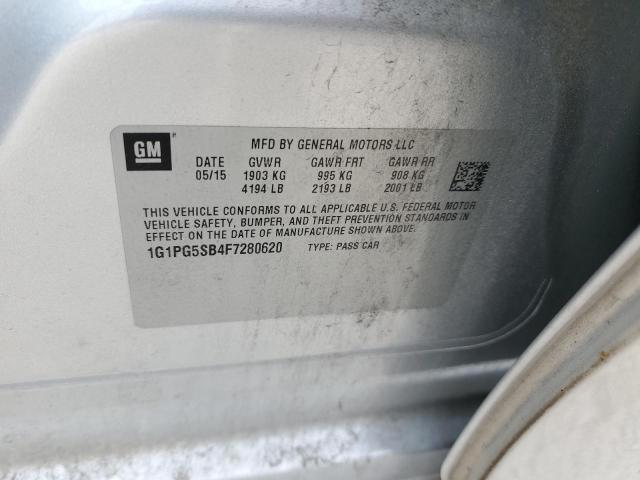 GM
MFD BY GENERAL MOTORS LLC
DATE GVWR GAWR FRT GAWR RR
05/15 1903 KG 995 KG 908 KG
4194 LB 2193 LB 2001 LB
THIS VEHICLE CONFORMS TO ALL APPLICABLE U.S. FEDERAL MOTOR
VEHICLE SAFETY, BUMPER, AND THEFT PREVENTION STANDARDS IN
EFFECT ON THE DATE OF MANUFACTURE SHOWN ABOVE.
1G1PG5SB4F7280620 TYPE: PASS CAR